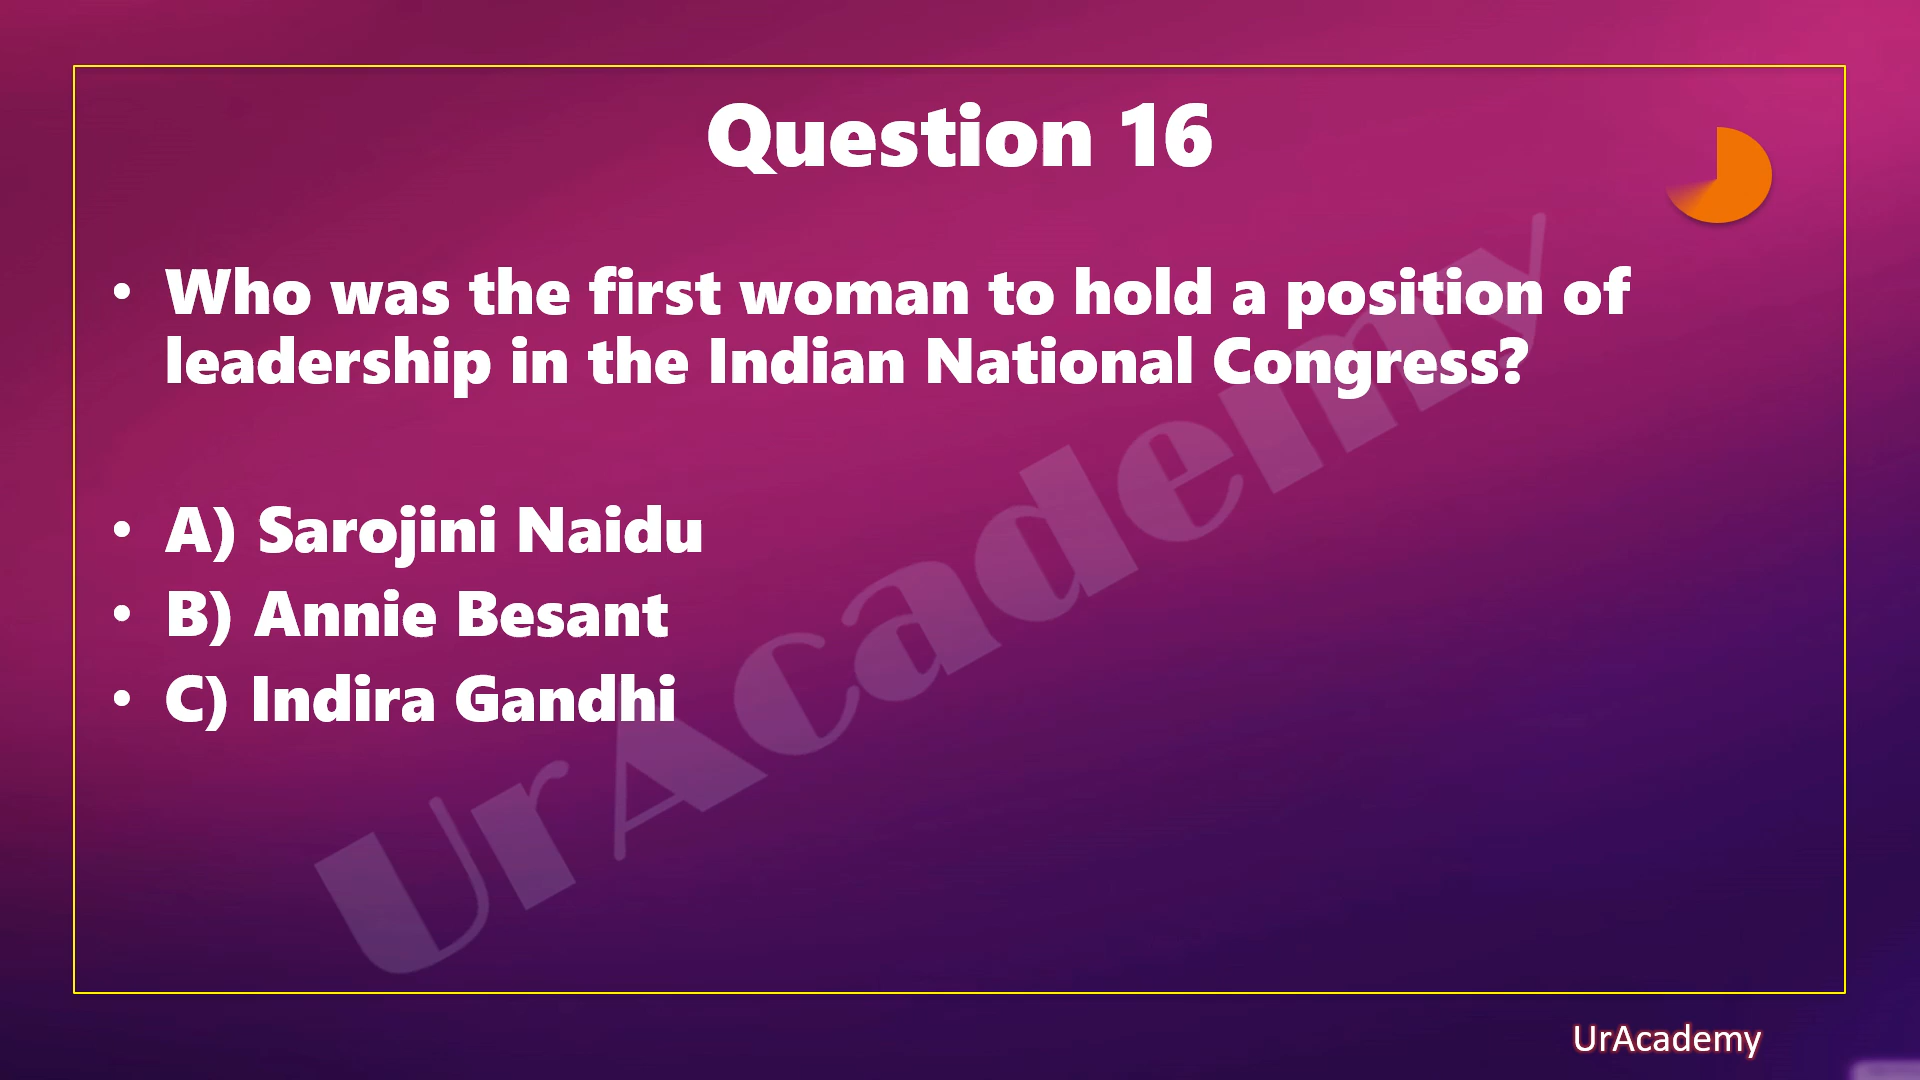 Question 16
• Who was the first woman to hold a position of
leadership in the Indian National Congress?
• A) Sarojini Naidu
• B) Annie Besant
• C) Indira Gandhi
UrAcademy
UrAcademy